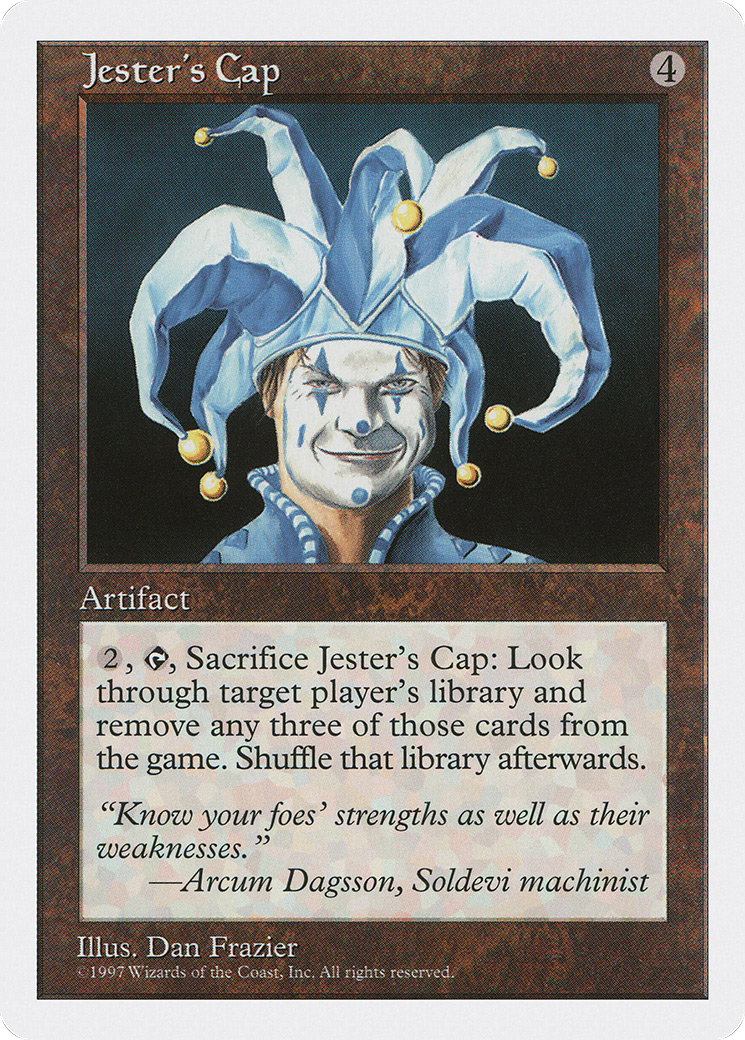 Jester's Cap 4
Artifact
2, , Sacrifice Jester's Cap: Look
through target player's library and
remove any three of those cards from
the game. Shuffle that library afterwards.
“Know your foes' strengths as well as their
weaknesses.”
—Arcum Dagsson, Soldevi machinist
Illus. Dan Frazier
©1997 Wizards of the Coast, Inc. All rights reserved.